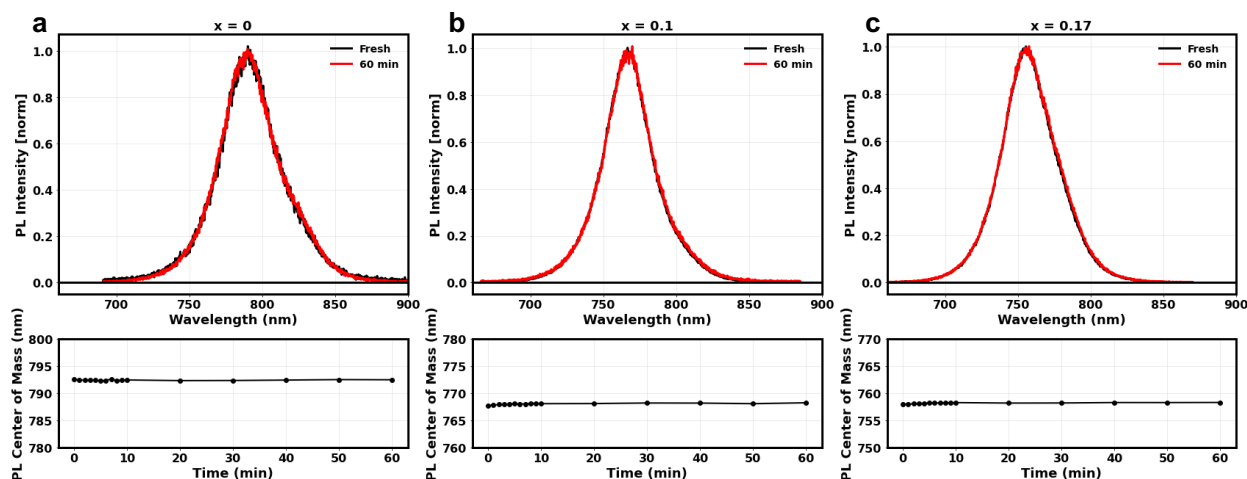 a
x = 0
PL Intensity [norm]
1.0
0.8
0.6
0.4
0.2
0.0
Fresh
60 min
700 800 900
Wavelength (nm)
PL Center of Mass (nm)
800
795
790
785
780
0 10 20 30 40 50 60
Time (min)
b
x = 0.1
PL Intensity [norm]
1.0
0.8
0.6
0.4
0.2
0.0
Fresh
60 min
700 800 900
Wavelength (nm)
PL Center of Mass (nm)
780
775
770
765
760
0 10 20 30 40 50 60
Time (min)
c
x = 0.17
PL Intensity [norm]
1.0
0.8
0.6
0.4
0.2
0.0
Fresh
60 min
700 800 900
Wavelength (nm)
PL Center of Mass (nm)
770
765
760
755
750
0 10 20 30 40 50 60
Time (min)